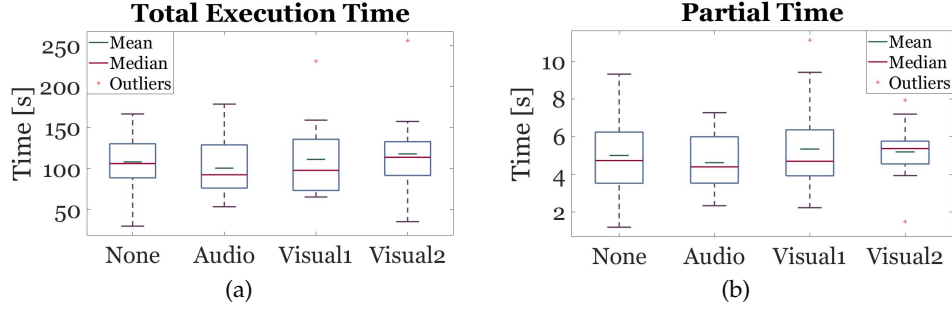 Total Execution Time
Time [s]
250
200
150
100
50
Mean
Median
Outliers
None Audio Visual1 Visual2
(a)
Partial Time
Time [s]
10
8
6
4
2
Mean
Median
Outliers
None Audio Visual1 Visual2
(b)